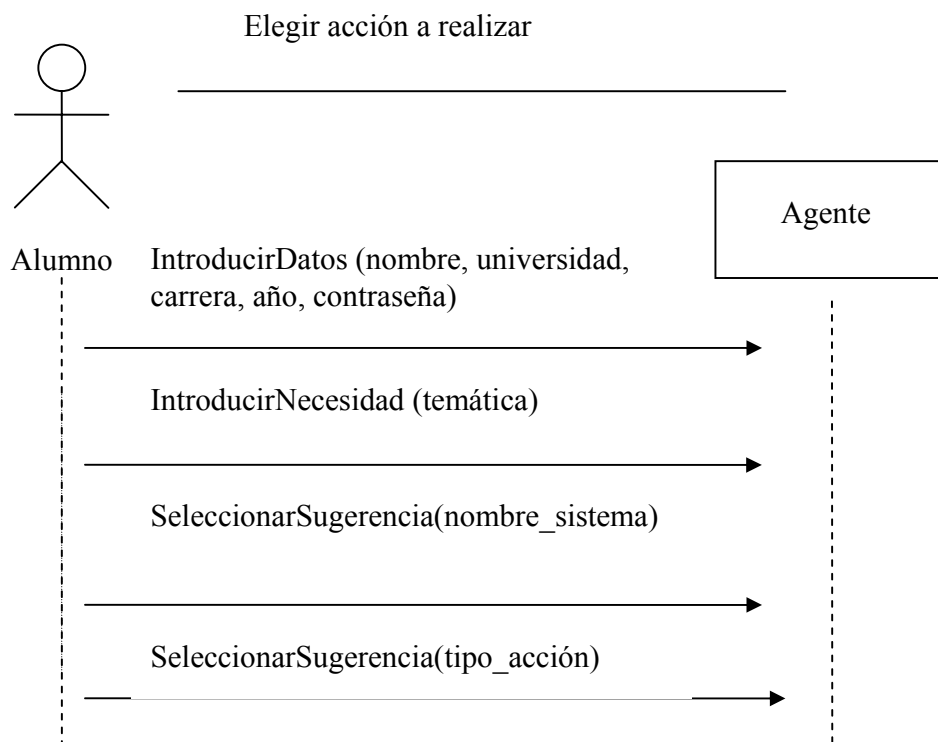 Elegir acción a realizar
Agente
Alumno
IntroducirDatos (nombre, universidad,
carrera, año, contraseña)
IntroducirNecesidad (temática)
SeleccionarSugerencia(nombre_sistema)
SeleccionarSugerencia(tipo_acción)